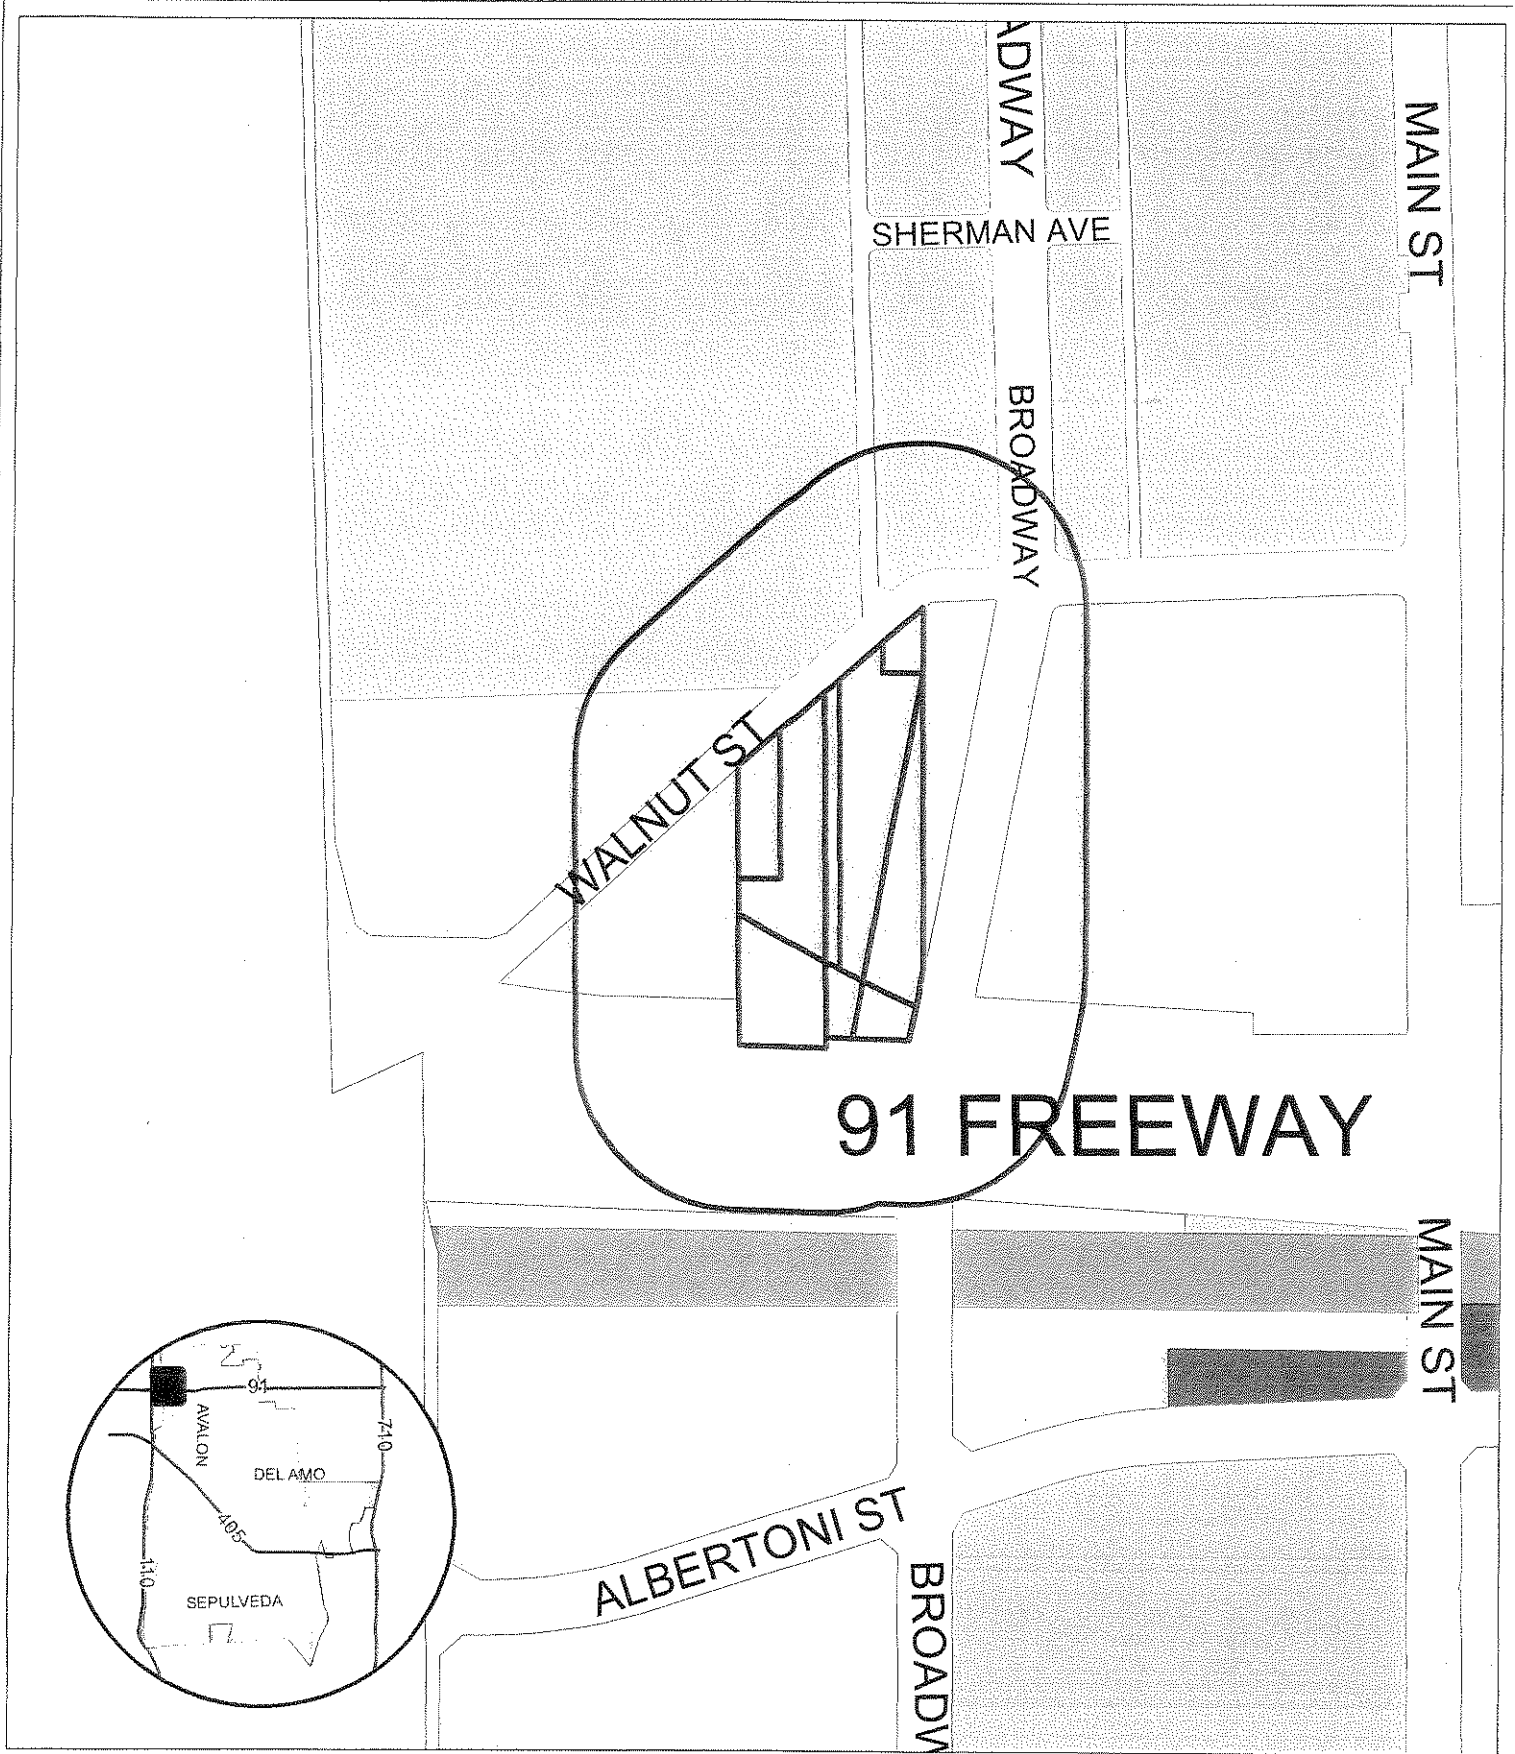 ADWAY
MAIN ST
SHERMAN AVE
BROADWAY
WALNUT ST
91 FREEWAY
MAIN ST
91
AVALON
710
DEL AMO
405
110
SEPULVEDA
ALBERTONI ST
BROADW